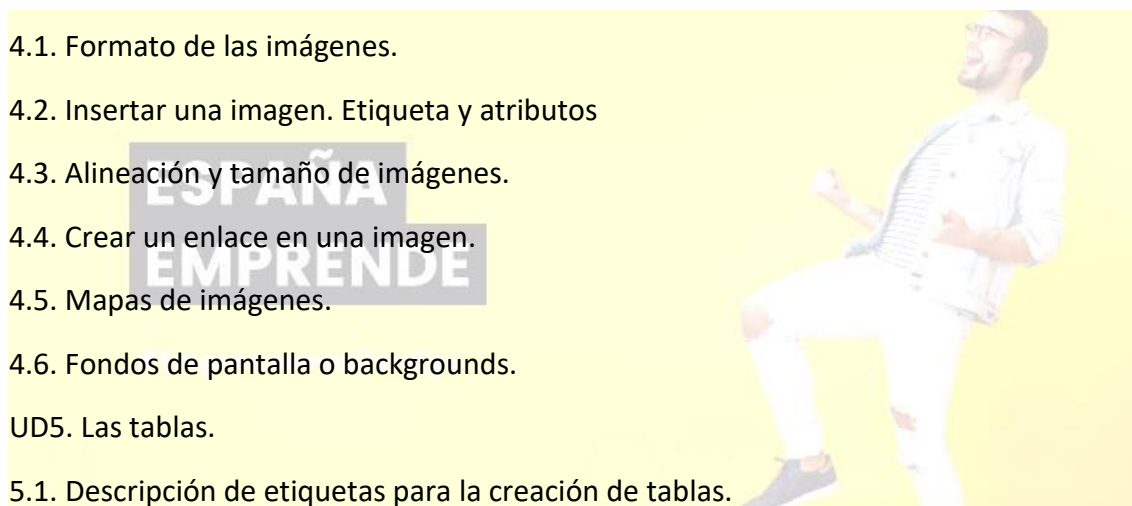 4.1. Formato de las imágenes.
4.2. Insertar una imagen. Etiqueta y atributos
4.3. Alineación y tamaño de imágenes.
ESPAÑA
4.4. Crear un enlace en una imagen.
EMPRENDE
4.5. Mapas de imágenes.
4.6. Fondos de pantalla o backgrounds.
UD5. Las tablas.
5.1. Descripción de etiquetas para la creación de tablas.